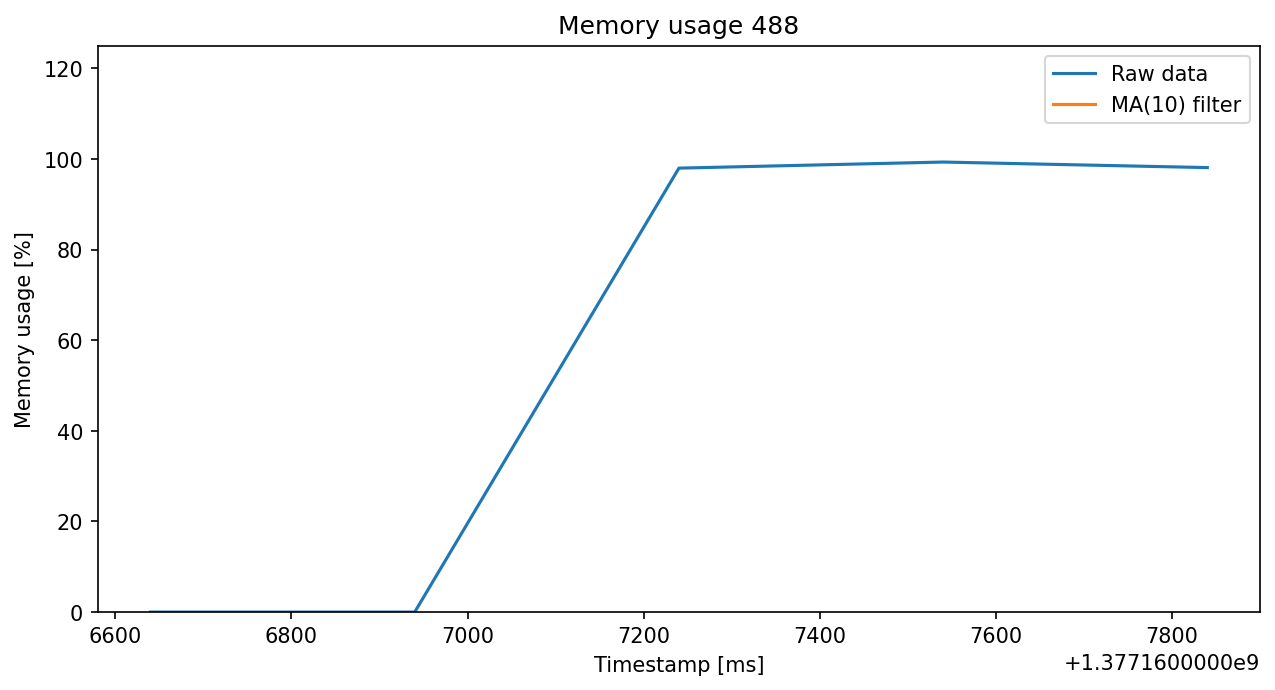 Memory usage 488
Raw data
MA(10) filter
Memory usage [%]
120
100
80
60
40
20
0
6600 6800 7000 7200 7400 7600 7800
Timestamp [ms]
+1.3771600000e9